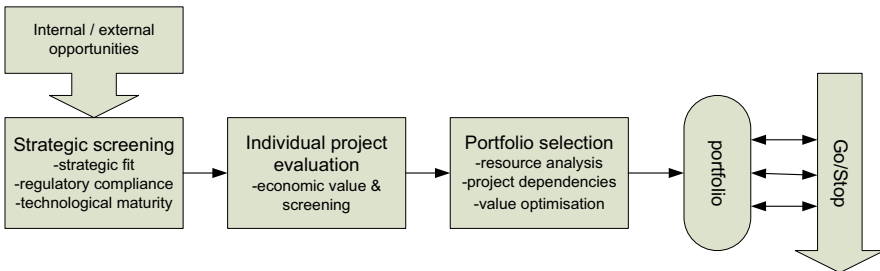 Internal / external
opportunities
Strategic screening
-strategic fit
-regulatory compliance
-technological maturity
Individual project
evaluation
-economic value &
screening
Portfolio selection
-resource analysis
-project dependencies
-value optimisation
portfolio
Go/Stop